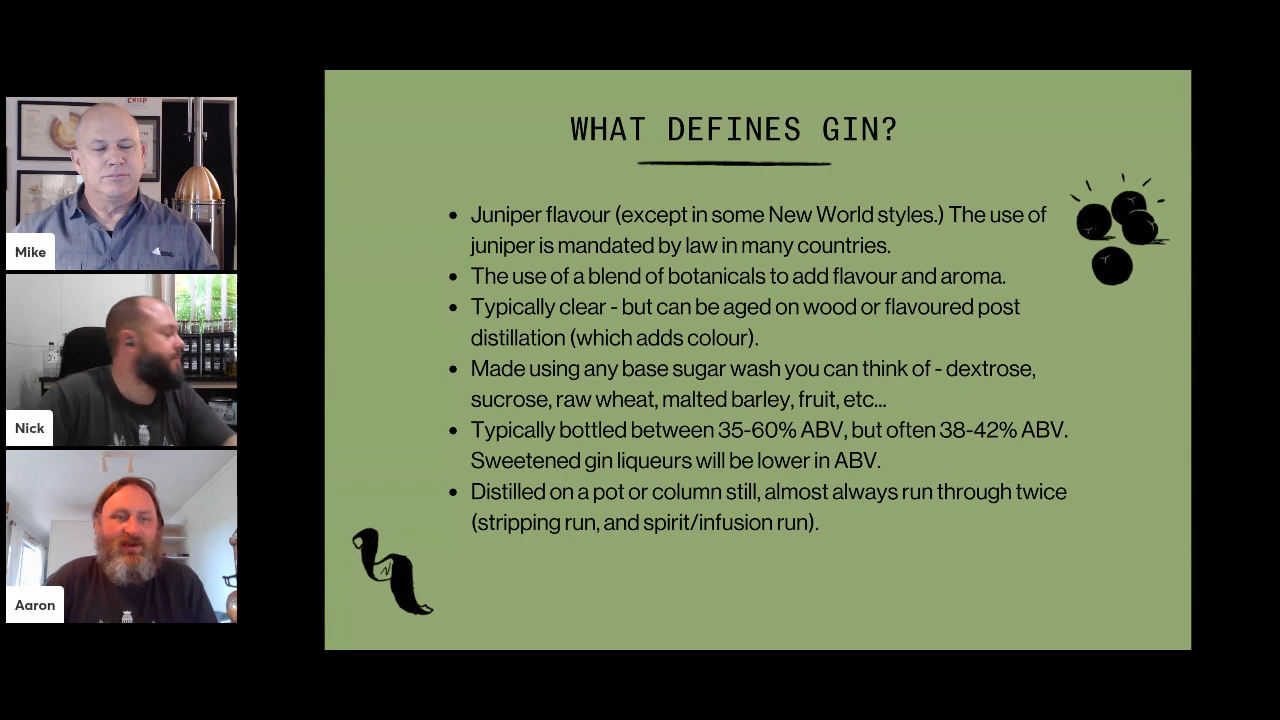 CRISP
BSG
Mike
Nick
Aaron
WHAT DEFINES GIN?
• Juniper flavour (except in some New World styles.) The use of
juniper is mandated by law in many countries.
• The use of a blend of botanicals to add flavour and aroma.
• Typically clear - but can be aged on wood or flavoured post
distillation (which adds colour).
• Made using any base sugar wash you can think of - dextrose,
sucrose, raw wheat, malted barley, fruit, etc...
• Typically bottled between 35-60% ABV, but often 38-42% ABV.
Sweetened gin liqueurs will be lower in ABV.
• Distilled on a pot or column still, almost always run through twice
(stripping run, and spirit/infusion run).